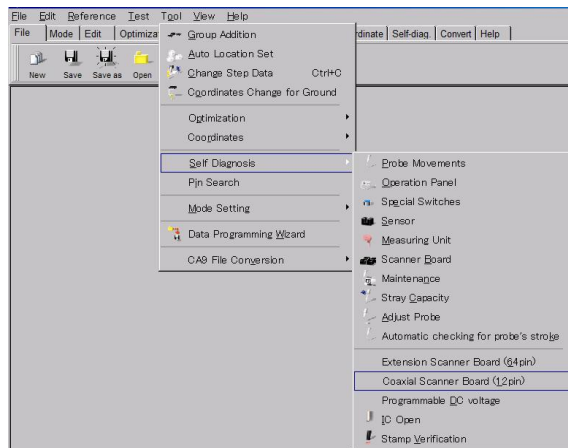 File Edit Reference Test Tool View Help
File Mode Edit Optimiza rdinate Self-diag. Convert Help
New Save Save as Open
Group Addition
Auto Location Set
Change Step Data Ctrl+C
Coordinates Change for Ground
Optimization
Coordinates
Self Diagnosis
Pin Search
Mode Setting
Data Programming Wizard
CA9 File Conversion
Probe Movements
Operation Panel
Special Switches
Sensor
Measuring Unit
Scanner Board
Maintenance
Stray Capacity
Adjust Probe
Automatic checking for probe's stroke
Extension Scanner Board (64pin)
Coaxial Scanner Board (12pin)
Programmable DC voltage
IC Open
Stamp Verification